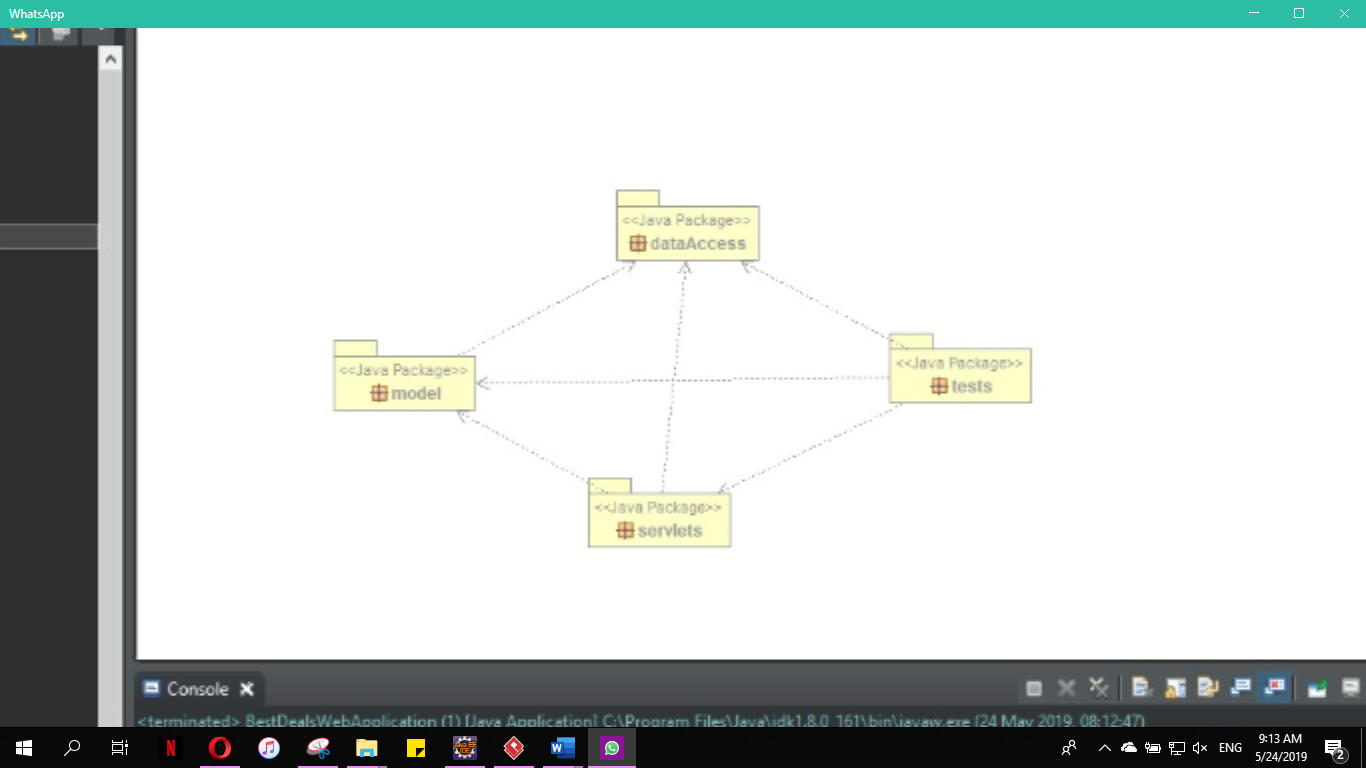 WhatsApp
<<Java Package>>
dataAccess
<<Java Package>>
model
<<Java Package>>
tests
<<Java Package>>
servlets
Console
<terminated> BestDealsWebApplication (1) [Java Application] C:\Program Files\Java\jdk1.8.0_161\bin\javaw.exe (24 May 2019, 08:12:47)
ENG
9:13 AM
5/24/2019
2